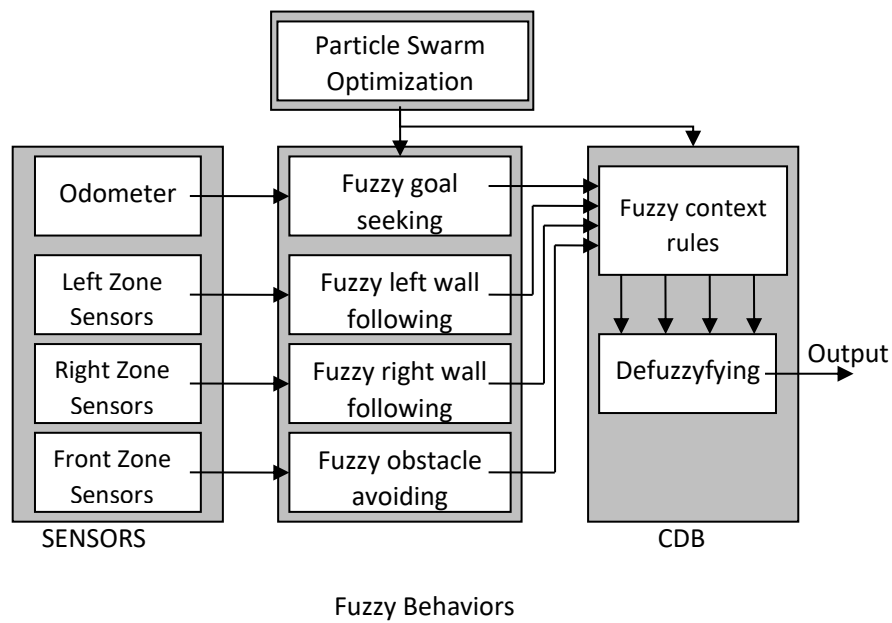 Particle Swarm
Optimization
Odometer
Fuzzy goal
seeking
Fuzzy context
rules
Left Zone
Sensors
Fuzzy left wall
following
Right Zone
Sensors
Fuzzy right wall
following
Defuzzyfying
Output
Front Zone
Sensors
Fuzzy obstacle
avoiding
SENSORS
CDB
Fuzzy Behaviors